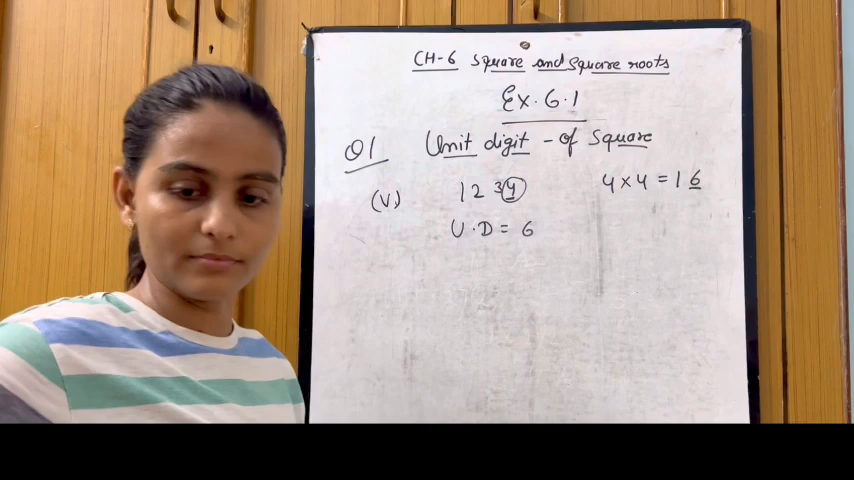 CH-6 Square and Square roots
Ex. 6.1
Q1 Unit digit - of Square
(V) 1234 4 x 4 = 16
U.D = 6